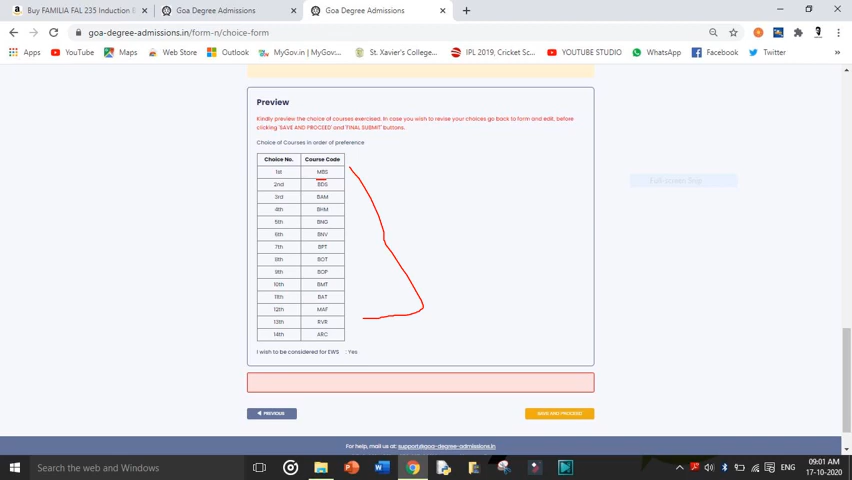 Buy FAMILIA FAL 235 Induction B
Goa Degree Admissions
Goa Degree Admissions
goa-degree-admissions.in/form-n/choice-form
Apps YouTube Maps Web Store Outlook MyGov.in | MyGov: St. Xavier's College... IPL 2019, Cricket Sc... YOUTUBE STUDIO WhatsApp Facebook Twitter »
Preview
Kindly preview the choice of courses exercised. In case you wish to revise your choices go back to form and edit, before
clicking 'SAVE AND PROCEED' and 'FINAL SUBMIT' buttons.
Choice of Courses in order of preference
Choice No. Course Code
1st MBS
2nd BDS
3rd BAM
4th BHM
5th BNG
6th BNV
7th BPT
8th BOT
9th BOP
10th BMT
11th BAT
12th MAF
13th RVR
14th ARC
I wish to be considered for EWS : Yes
PREVIOUS
SAVE AND PROCEED
For help, mail us at: support@goa-degree-admissions.in
Search the web and Windows
ENG
09:01 AM
17-10-2020